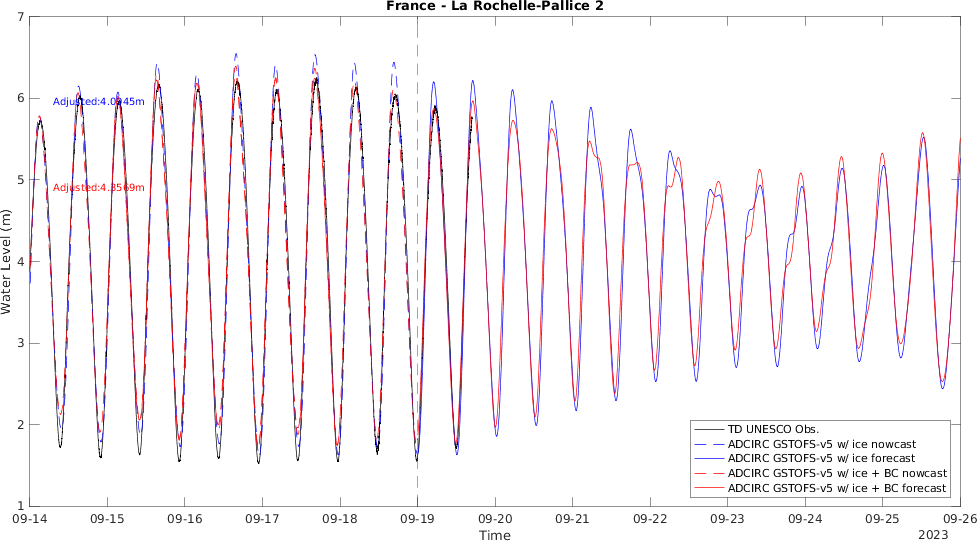 France - La Rochelle-Pallice 2
7
6
5
4
3
2
1
Water Level (m)
Adjusted:4.3569m
TD UNESCO Obs.
ADCIRC GSTOFS-v5 w/ ice nowcast
ADCIRC GSTOFS-v5 w/ ice forecast
ADCIRC GSTOFS-v5 w/ ice + BC nowcast
ADCIRC GSTOFS-v5 w/ ice + BC forecast
09-14 09-15 09-16 09-17 09-18 09-19 09-20 09-21 09-22 09-23 09-24 09-25 09-26
Time
2023